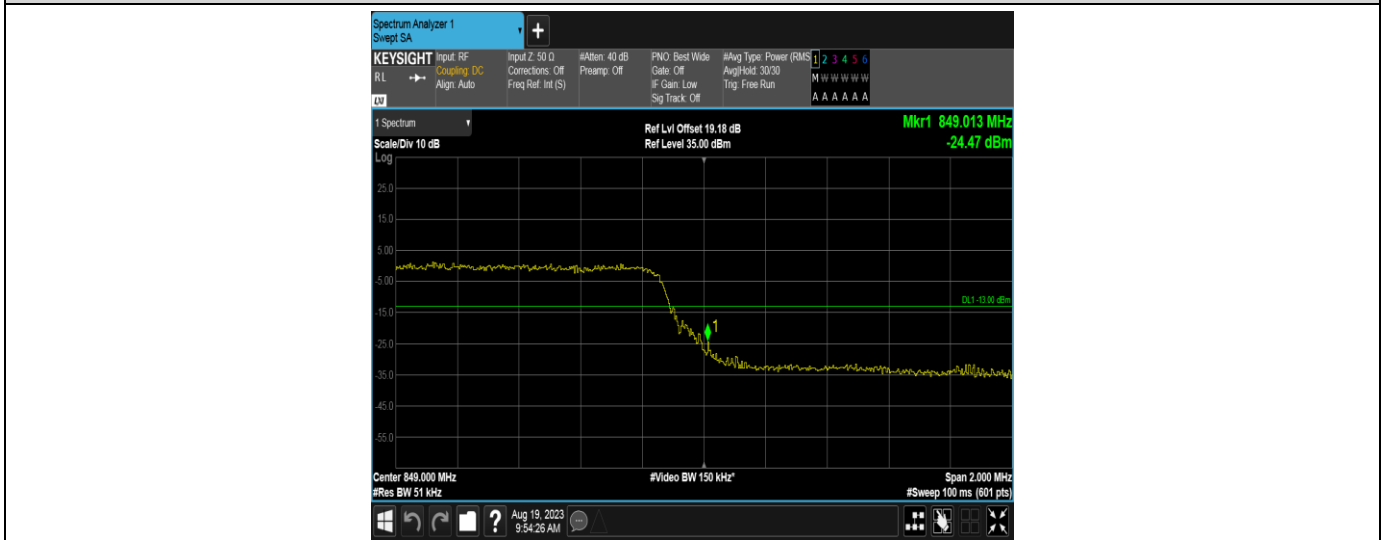 Spectrum Analyzer 1
Swept SA
+
KEYSIGHT Input: RF Input Z: 50 Ω #Atten: 40 dB PNO: Best Wide #Avg Type: Power (RMS 1 2 3 4 5 6
RL Coupling: DC Corrections: Off Preamp: Off Gate: Off Avg|Hold: 30/30 M W W W W W
Align: Auto Freq Ref: Int (S) IF Gain: Low Trig: Free Run
LXI Sig Track: Off A A A A A A
1 Spectrum Ref Lvl Offset 19.18 dB Mkr1 849.013 MHz
Scale/Div 10 dB Ref Level 35.00 dBm -24.47 dBm
Log
25.0
15.0
5.00
-5.00
DL1 -13.00 dBm
-15.0
1
-25.0
-35.0
-45.0
-55.0
Center 849.000 MHz #Video BW 150 kHz* Span 2.000 MHz
#Res BW 51 kHz #Sweep 100 ms (601 pts)
? Aug 19, 2023
9:54:26 AM